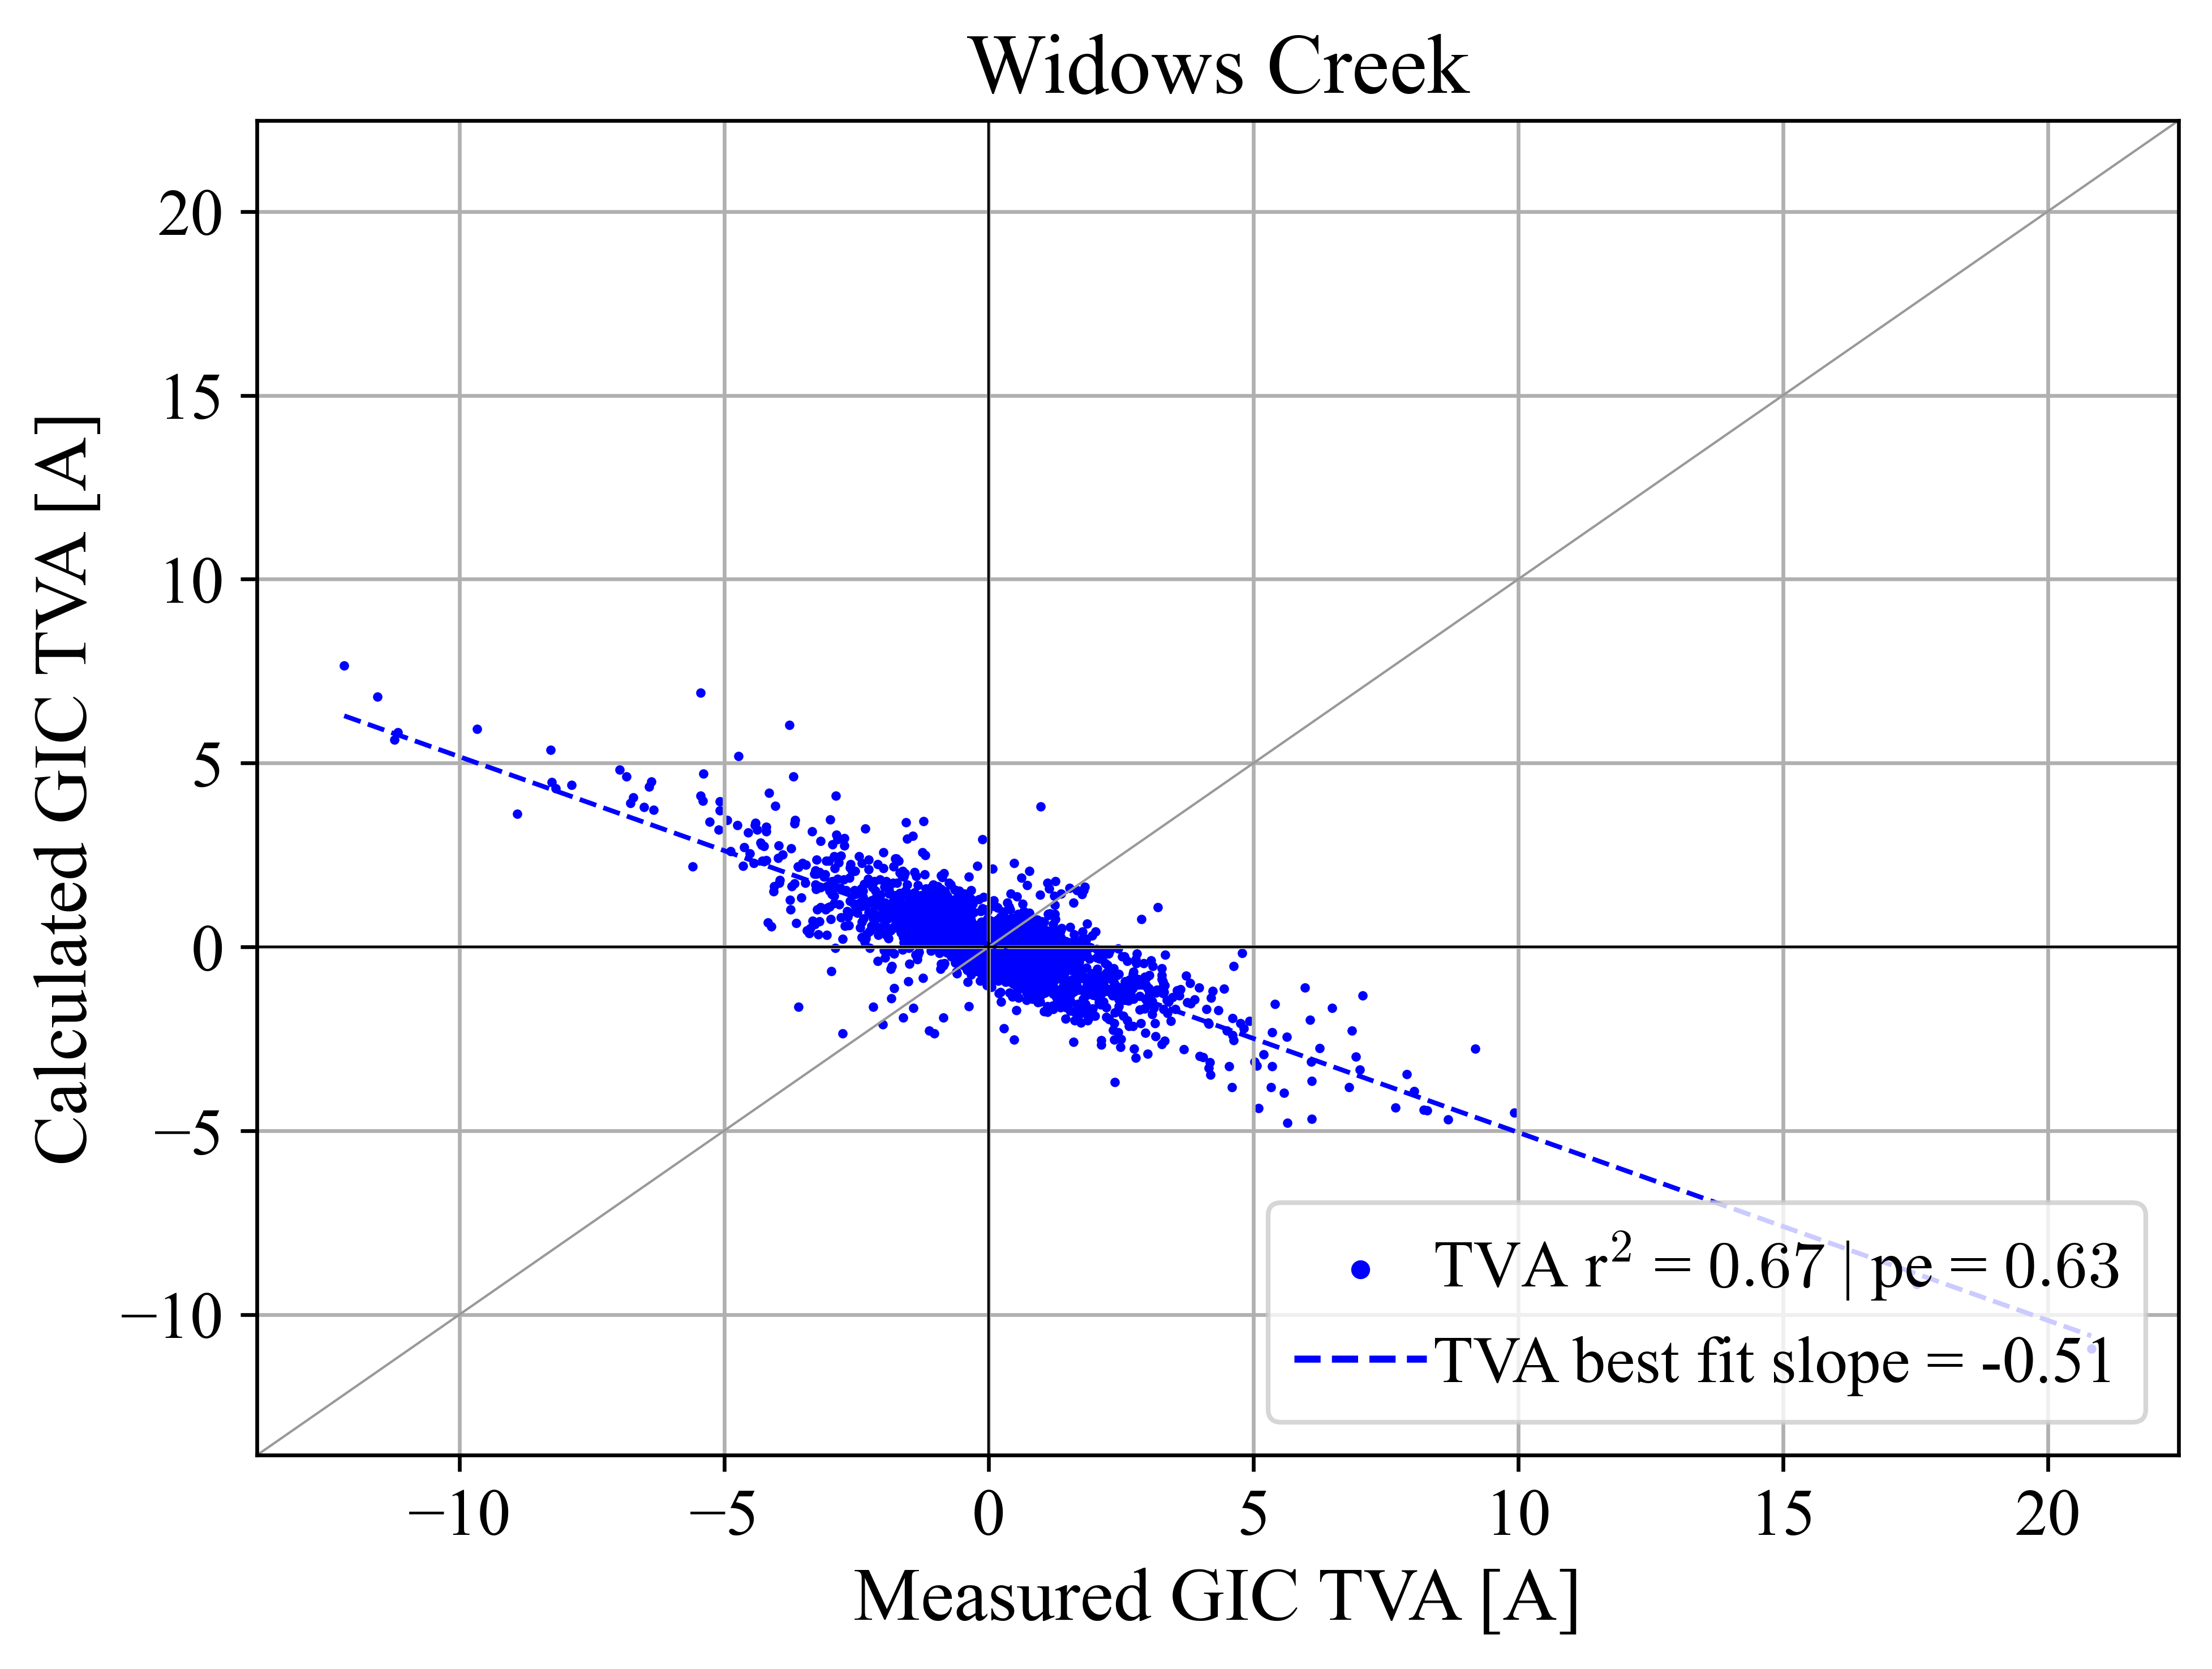 Widows Creek
Calculated GIC TVA [A]
20
15
10
5
0
−5
−10
TVA r² = 0.67 | pe = 0.63
TVA best fit slope = -0.51
−10 −5 0 5 10 15 20
Measured GIC TVA [A]